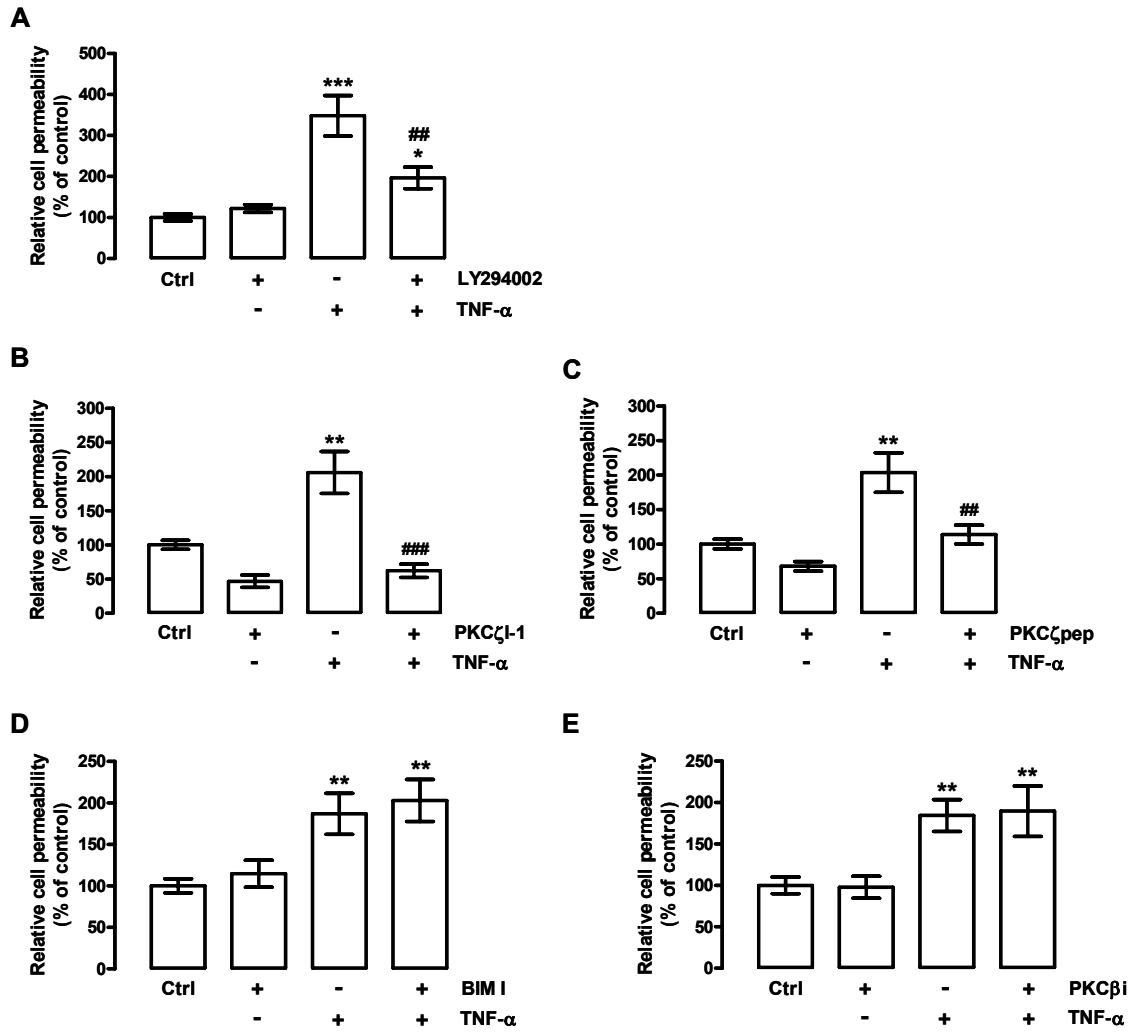 A
Relative cell permeability
(% of control)
500
400
300
200
100
0
***
##
*
Ctrl + - + LY294002
- + + TNF-α
B
Relative cell permeability
(% of control)
300
250
200
150
100
50
0
**
###
Ctrl + - + PKCζI-1
- + + TNF-α
C
Relative cell permeability
(% of control)
300
250
200
150
100
50
0
**
##
Ctrl + - + PKCζpep
- + + TNF-α
D
Relative cell permeability
(% of control)
250
200
150
100
50
0
**
**
Ctrl + - + BIM I
- + + TNF-α
E
Relative cell permeability
(% of control)
250
200
150
100
50
0
**
**
Ctrl + - + PKCβi
- + + TNF-α